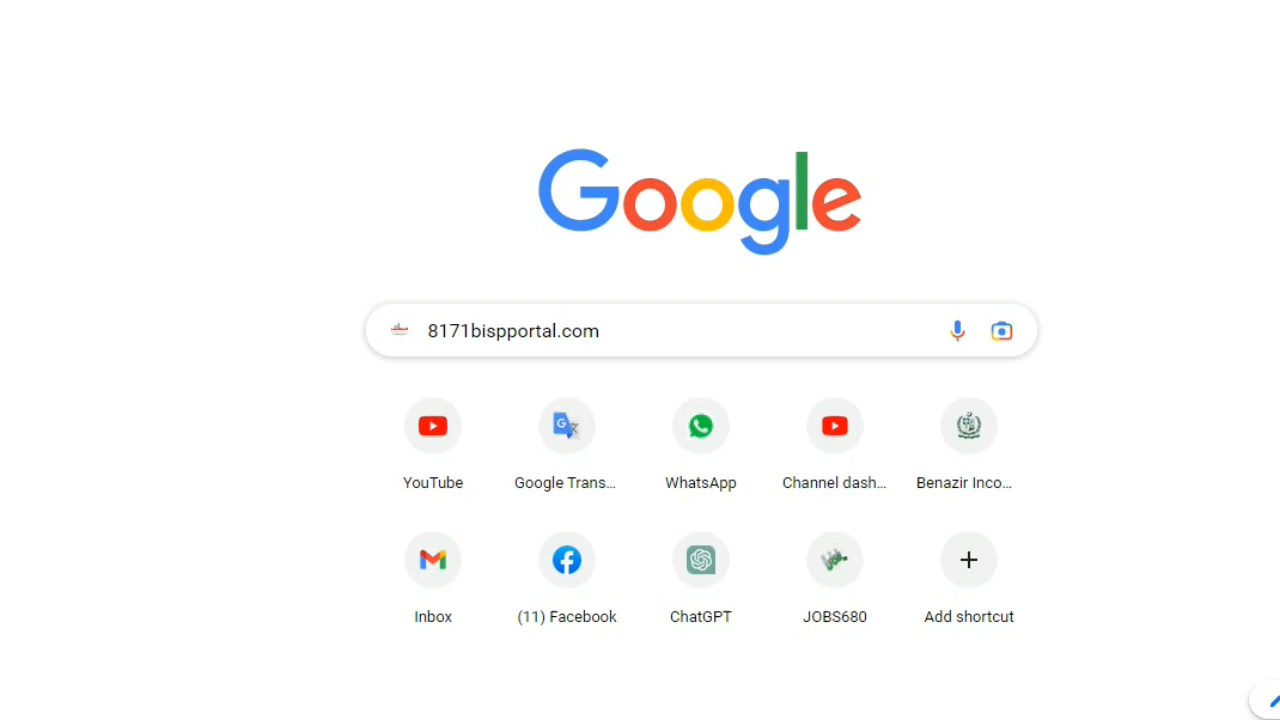 Google
8171bispportal.com
YouTube
Google Trans...
WhatsApp
Channel dash...
Benazir Inco...
Inbox
(11) Facebook
ChatGPT
JOBS680
Add shortcut